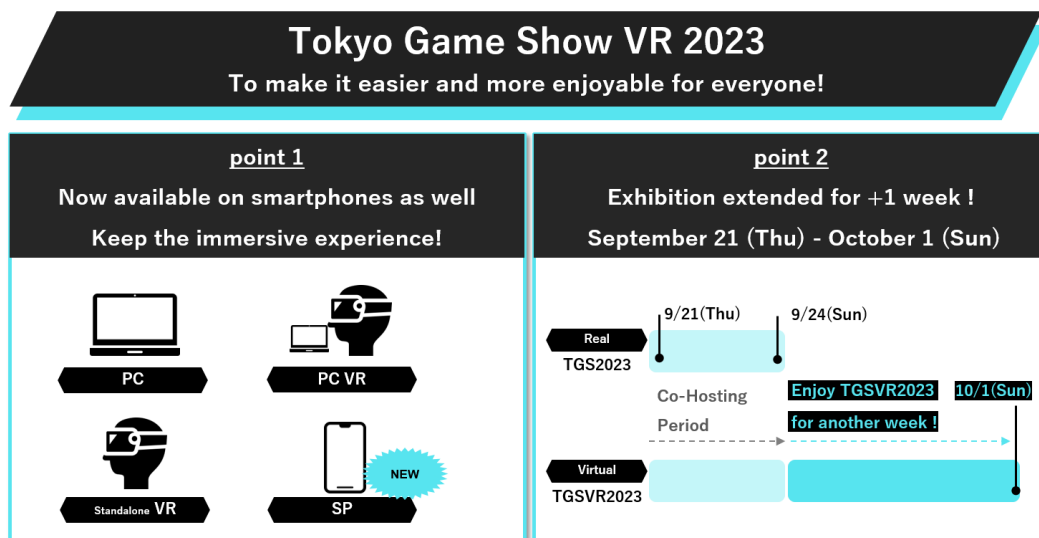 Tokyo Game Show VR 2023
To make it easier and more enjoyable for everyone!
point 1
Now available on smartphones as well
Keep the immersive experience!
PC
PC VR
Standalone VR
NEW
SP
point 2
Exhibition extended for +1 week !
September 21 (Thu) - October 1 (Sun)
9/21(Thu)
9/24(Sun)
Real
TGS2023
Co-Hosting
Period
Enjoy TGSVR2023
for another week !
10/1(Sun)
Virtual
TGSVR2023